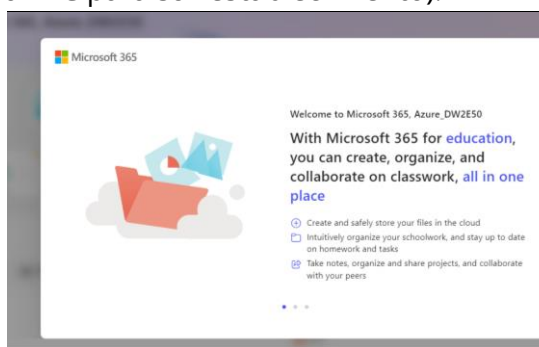 Microsoft 365
Welcome to Microsoft 365, Azure_DW2E50
With Microsoft 365 for education,
you can create, organize, and
collaborate on classwork, all in one
place
Create and safely store your files in the cloud
Intuitively organize your schoolwork, and stay up to date
on homework and tasks
Take notes, organize and share projects, and collaborate
with your peers